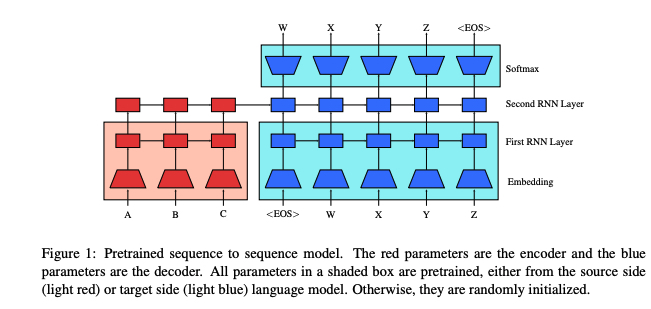 W X Y Z <EOS>
Softmax
Second RNN Layer
First RNN Layer
Embedding
A B C <EOS> W X Y Z
Figure 1: Pretrained sequence to sequence model. The red parameters are the encoder and the blue
parameters are the decoder. All parameters in a shaded box are pretrained, either from the source side
(light red) or target side (light blue) language model. Otherwise, they are randomly initialized.